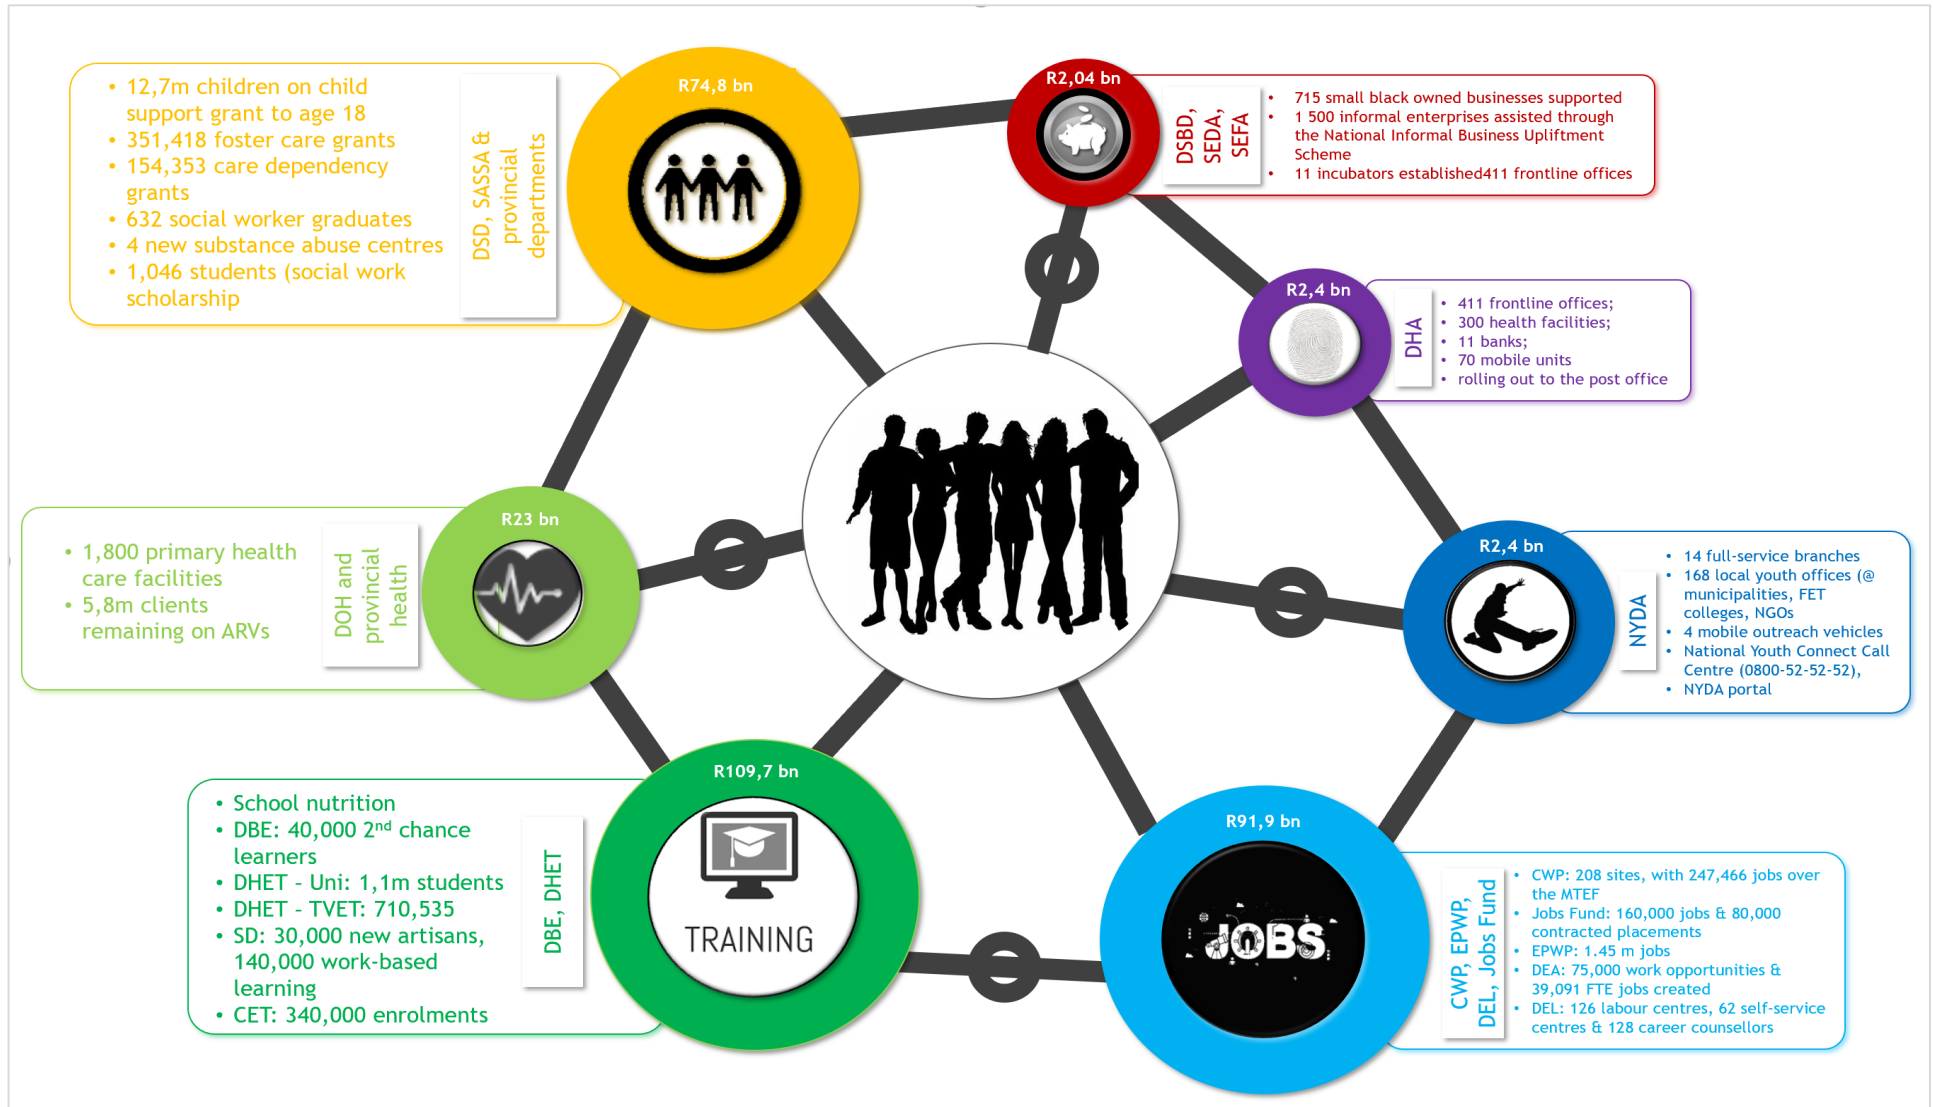 R74,8 bn
• 12,7m children on child
support grant to age 18
• 351,418 foster care grants
• 154,353 care dependency
grants
• 632 social worker graduates
• 4 new substance abuse centres
• 1,046 students (social work
scholarship
DSD, SASSA &
provincial
departments
R2,04 bn
DSBD,
SEDA,
SEFA
• 715 small black owned businesses supported
• 1 500 informal enterprises assisted through
the National Informal Business Upliftment
Scheme
• 11 incubators established411 frontline offices
R2,4 bn
DHA
• 411 frontline offices;
• 300 health facilities;
• 11 banks;
• 70 mobile units
• rolling out to the post office
R23 bn
• 1,800 primary health
care facilities
• 5,8m clients
remaining on ARVs
DOH and
provincial
health
R2,4 bn
NYDA
• 14 full-service branches
• 168 local youth offices (@
municipalities, FET
colleges, NGOs
• 4 mobile outreach vehicles
• National Youth Connect Call
Centre (0800-52-52-52),
• NYDA portal
R109,7 bn
TRAINING
• School nutrition
• DBE: 40,000 2nd chance
learners
• DHET – Uni: 1,1m students
• DHET – TVET: 710,535
• SD: 30,000 new artisans,
140,000 work-based
learning
• CET: 340,000 enrolments
DBE, DHET
R91,9 bn
JOBS
CWP, EPWP,
DEL, Jobs Fund
• CWP: 208 sites, with 247,466 jobs over
the MTEF
• Jobs Fund: 160,000 jobs & 80,000
contracted placements
• EPWP: 1.45 m jobs
• DEA: 75,000 work opportunities &
39,091 FTE jobs created
• DEL: 126 labour centres, 62 self-service
centres & 128 career counsellors